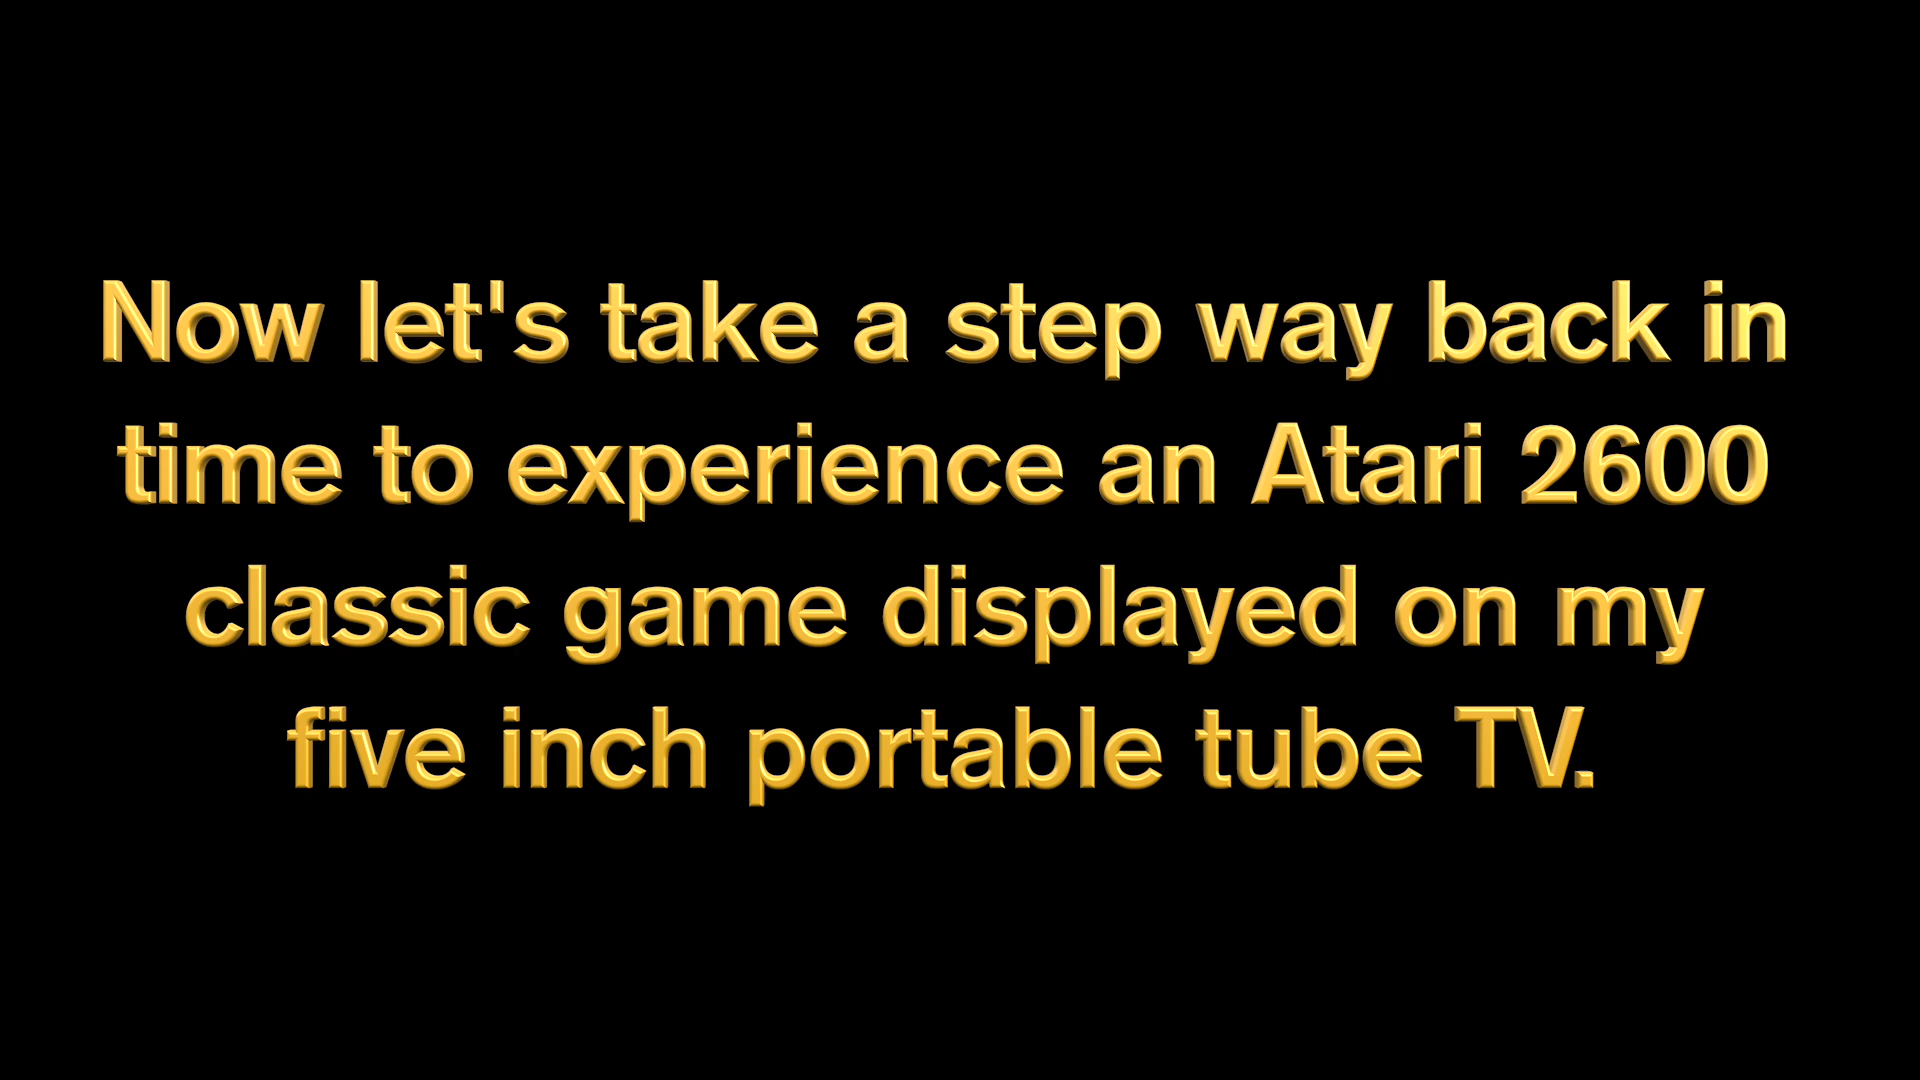 Now let's take a step way back in
time to experience an Atari 2600
classic game displayed on my
five inch portable tube TV.